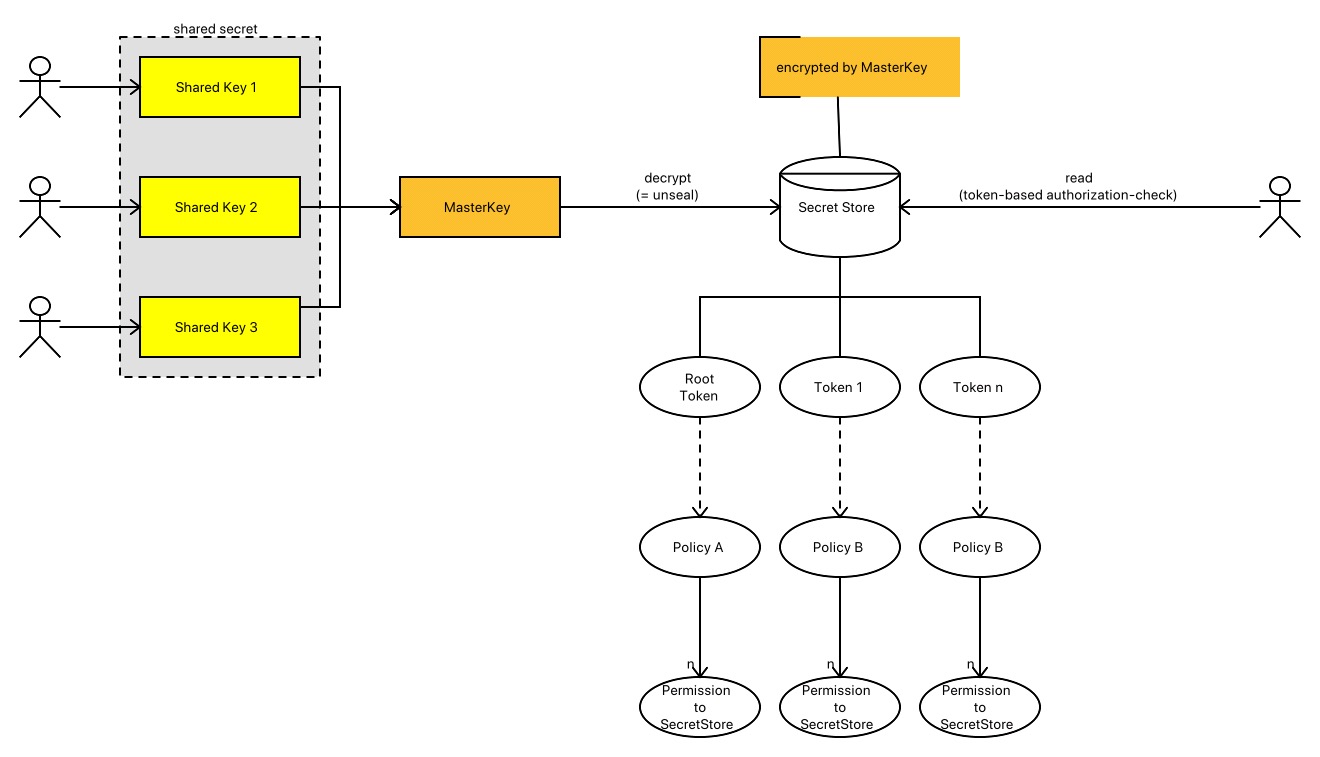 shared secret
Shared Key 1
encrypted by MasterKey
Shared Key 2
MasterKey
decrypt
(= unseal)
Secret Store
read
(token-based authorization-check)
Shared Key 3
Root
Token
Token 1
Token n
Policy A
Policy B
Policy B
n
n
n
Permission
to
SecretStore
Permission
to
SecretStore
Permission
to
SecretStore